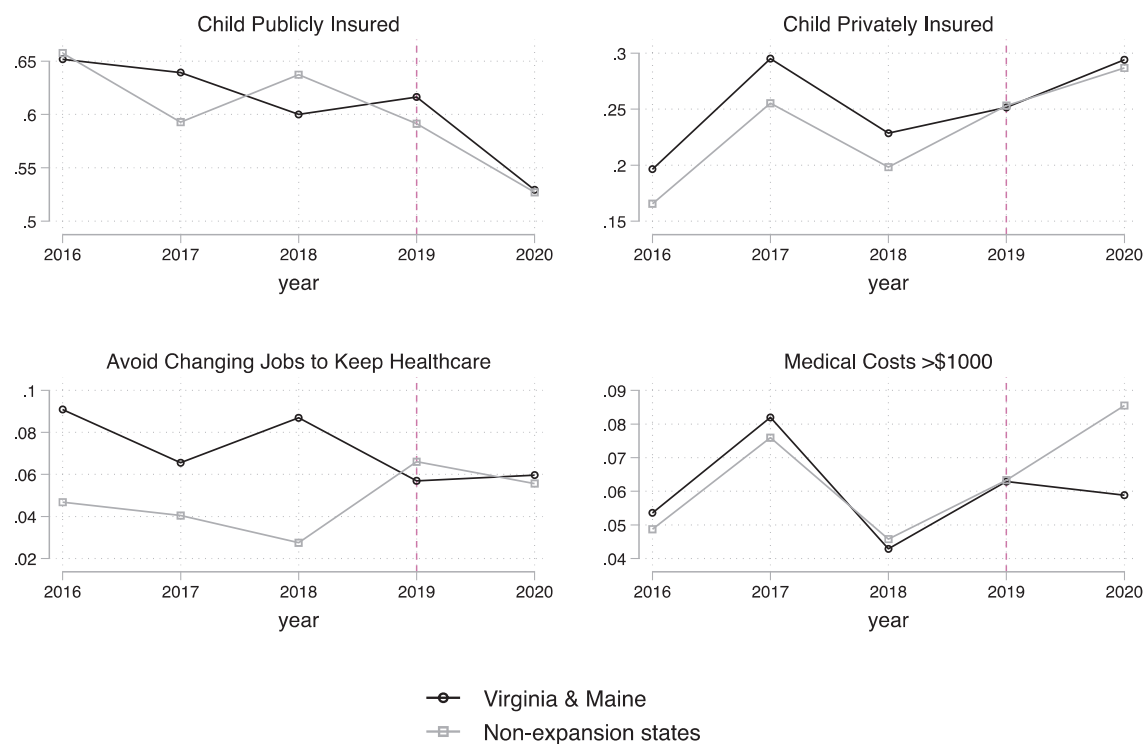 Child Publicly Insured
.65
.6
.55
.5
2016 2017 2018 2019 2020
year
Child Privately Insured
.3
.25
.2
.15
2016 2017 2018 2019 2020
year
Avoid Changing Jobs to Keep Healthcare
.1
.08
.06
.04
.02
2016 2017 2018 2019 2020
year
Medical Costs >$1000
.09
.08
.07
.06
.05
.04
2016 2017 2018 2019 2020
year
Virginia & Maine
Non-expansion states